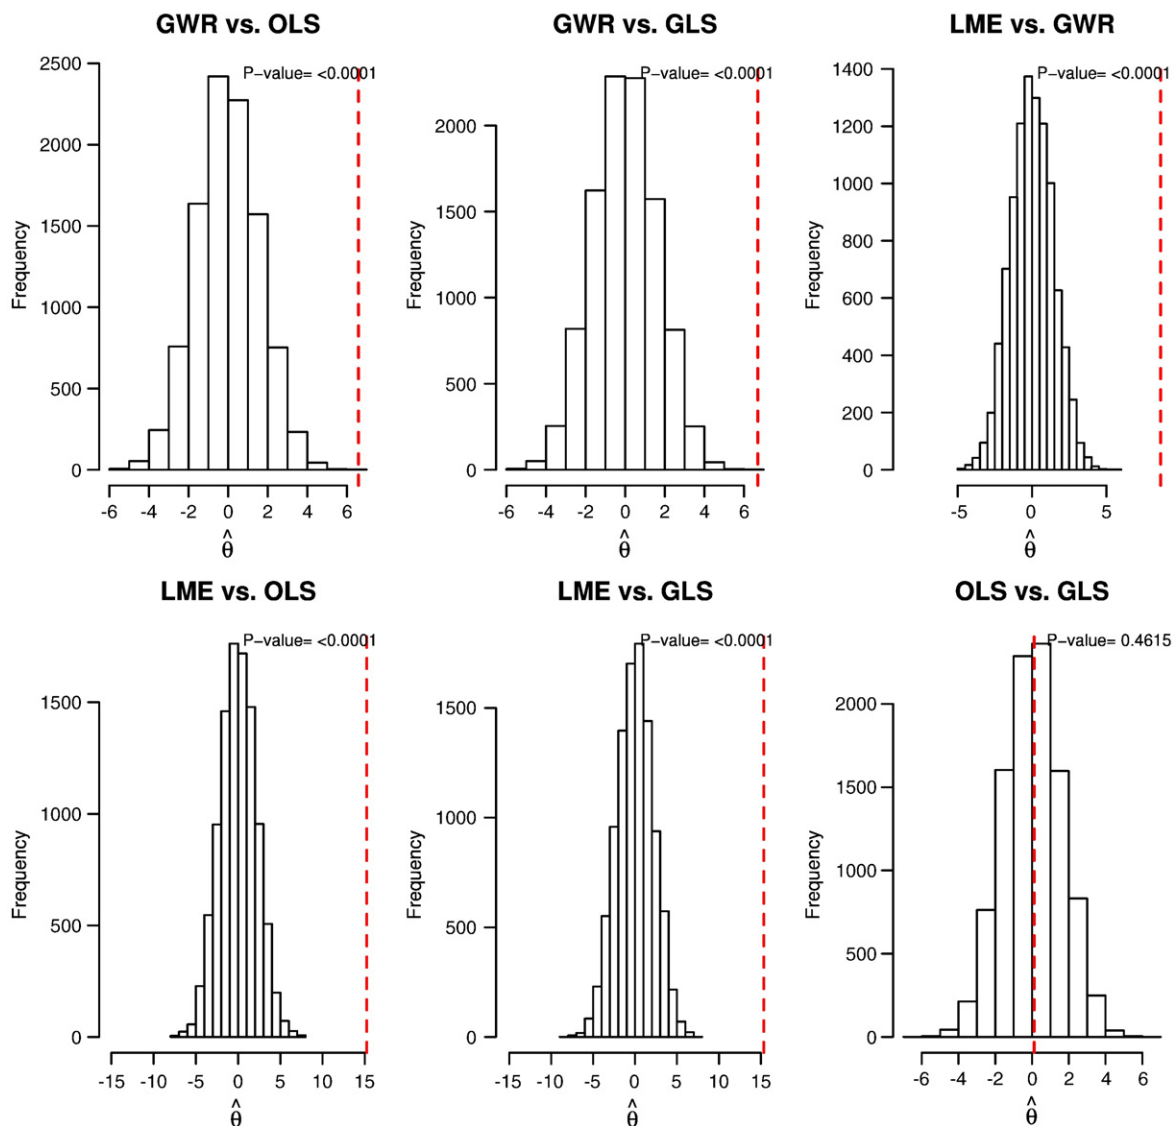 GWR vs. OLS
P-value= <0.0001
Frequency
2500
2000
1500
1000
500
0
-6 -4 -2 0 2 4 6
θ̂
GWR vs. GLS
P-value= <0.0001
Frequency
2000
1500
1000
500
0
-6 -4 -2 0 2 4 6
θ̂
LME vs. GWR
P-value= <0.0001
Frequency
1400
1200
1000
800
600
400
200
0
-5 0 5
θ̂
LME vs. OLS
P-value= <0.0001
Frequency
1500
1000
500
0
-15 -10 -5 0 5 10 15
θ̂
LME vs. GLS
P-value= <0.0001
Frequency
1500
1000
500
0
-15 -10 -5 0 5 10 15
θ̂
OLS vs. GLS
P-value= 0.4615
Frequency
2000
1500
1000
500
0
-6 -4 -2 0 2 4 6
θ̂